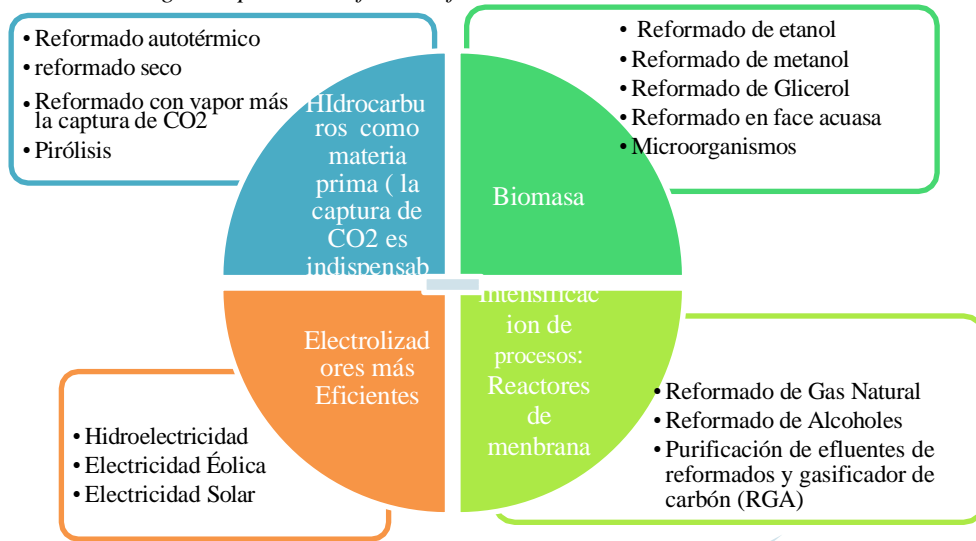 • Reformado autotérmico
• reformado seco
• Reformado con vapor más
la captura de CO2
• Pirólisis
HIdrocarbu
ros como
materia
prima ( la
captura de
CO2 es
indispensab
• Reformado de etanol
• Reformado de metanol
• Reformado de Glicerol
• Reformado en face acuasa
• Microorganismos
Biomasa
Electrolizad
ores más
Eficientes
• Hidroelectricidad
• Electricidad Éolica
• Electricidad Solar
Intensificac
ion de
procesos:
Reactores
de
menbrana
• Reformado de Gas Natural
• Reformado de Alcoholes
• Purificación de efluentes de
reformados y gasificador de
carbón (RGA)